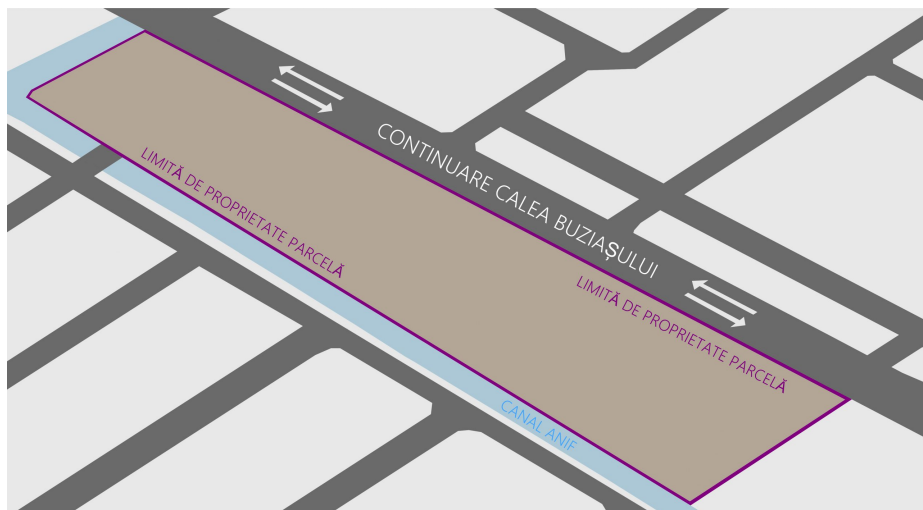 CONTINUARE CALEA BUZIAȘULUI
LIMITĂ DE PROPRIETATE PARCELĂ
LIMITĂ DE PROPRIETATE PARCELĂ
CANAL ANIF